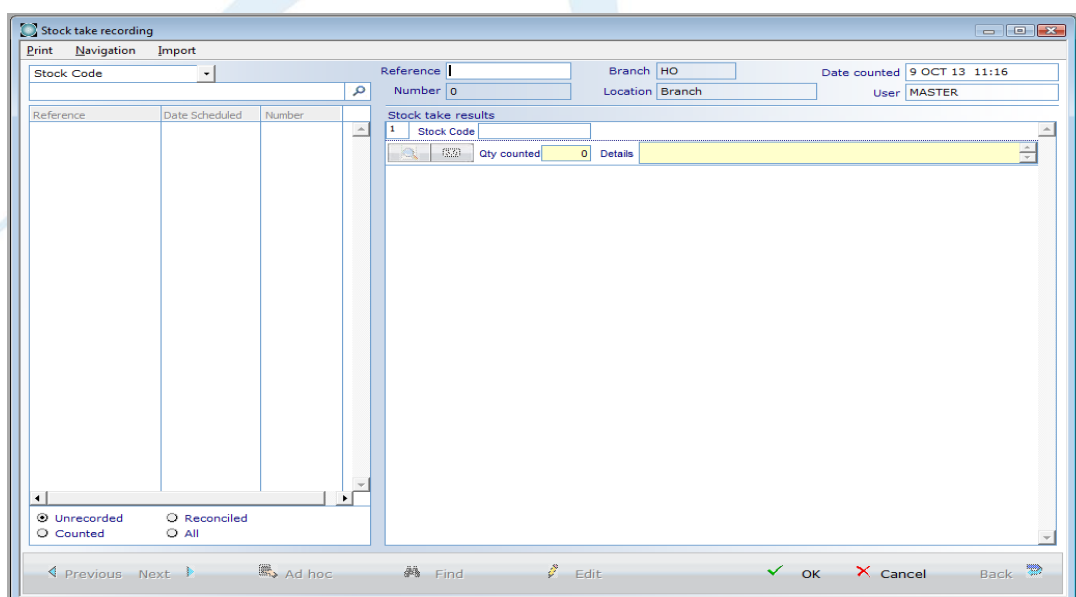 Stock take recording
Print Navigation Import
Stock Code Reference Branch HO Date counted 9 OCT 13 11:16
Number 0 Location Branch User MASTER
Reference Date Scheduled Number Stock take results
1 Stock Code
Qty counted 0 Details
Unrecorded Reconciled
Counted All
Previous Next Ad hoc Find Edit OK Cancel Back